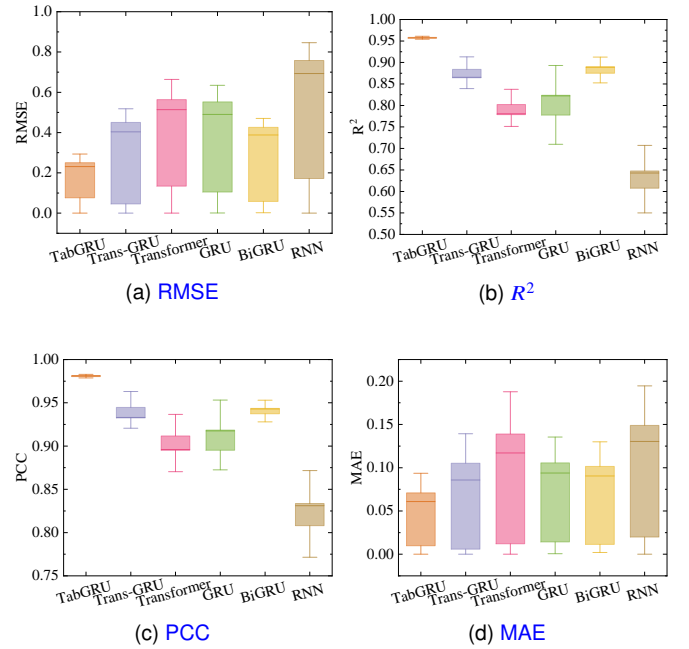 1.0
0.8
0.6
0.4
0.2
0.0
RMSE
TabGRU
Trans-GRU
Transformer
GRU
BiGRU
RNN
(a) RMSE
1.00
0.95
0.90
0.85
0.80
0.75
0.70
0.65
0.60
0.55
0.50
R²
TabGRU
Trans-GRU
Transformer
GRU
BiGRU
RNN
(b) R²
1.00
0.95
0.90
0.85
0.80
0.75
PCC
TabGRU
Trans-GRU
Transformer
GRU
BiGRU
RNN
(c) PCC
0.20
0.15
0.10
0.05
0.00
MAE
TabGRU
Trans-GRU
Transformer
GRU
BiGRU
RNN
(d) MAE